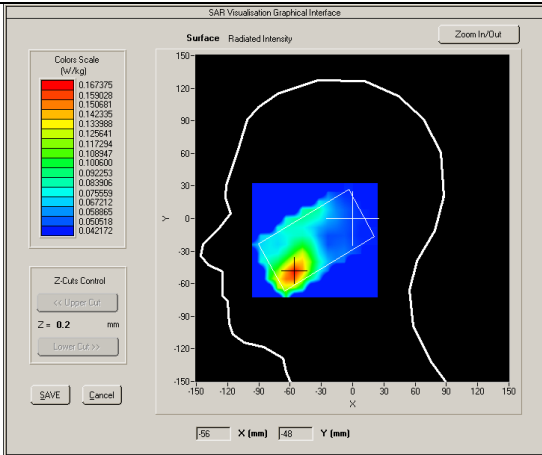 SAR Visualisation Graphical Interface
Surface Radiated Intensity
Zoom In/Out
Colors Scale
(W/kg)
0.167375
0.159028
0.150681
0.142335
0.133988
0.125641
0.117294
0.108947
0.100600
0.092253
0.083906
0.075559
0.067212
0.058865
0.050518
0.042172
Z-Cuts Control
<< Upper Cut
Z = 0.2 mm
Lower Cut >>
SAVE Cancel
150
120
90
60
30
0
-30
-60
-90
-120
-150
Y
-150 -120 -90 -60 -30 0 30 60 90 120 150
X
-56 X (mm) -48 Y (mm)